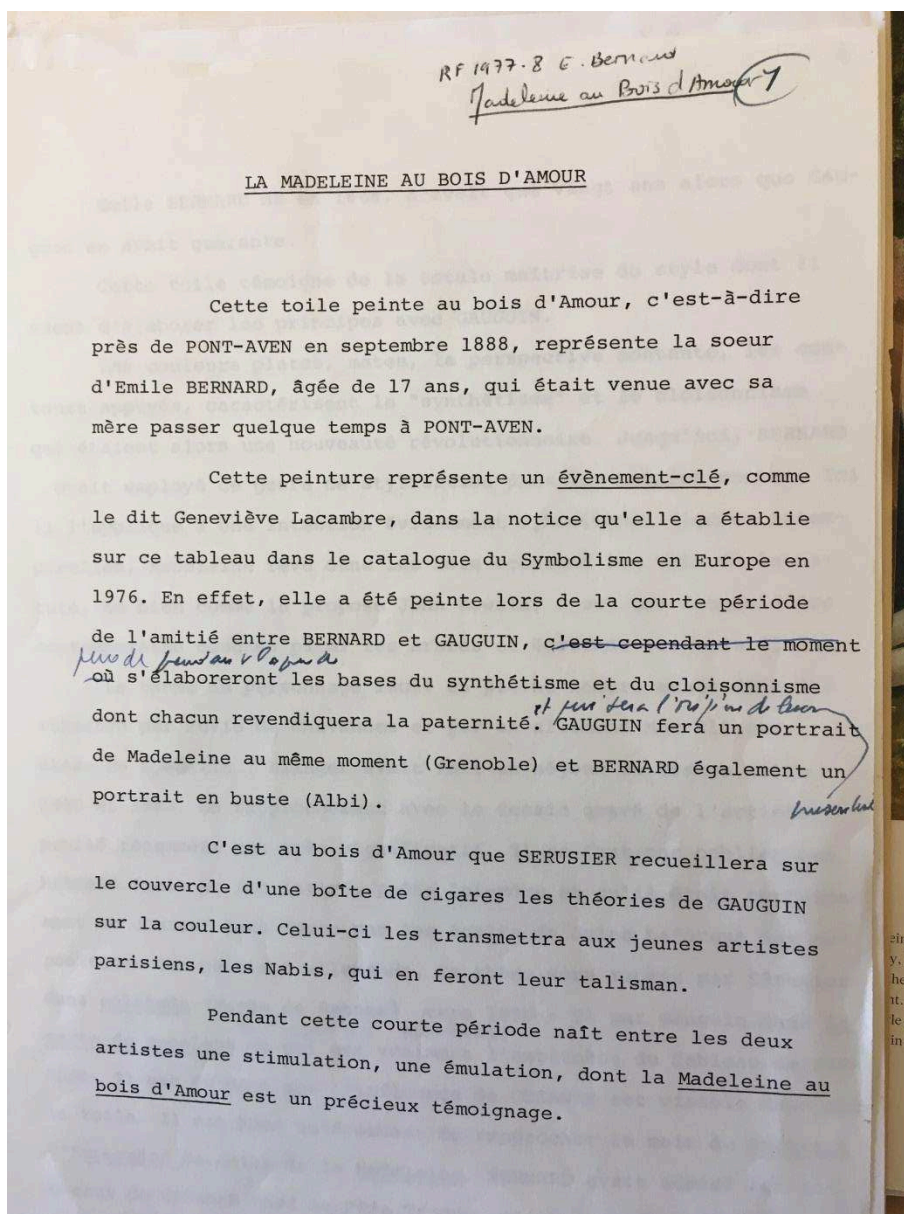 RF 1977-8 E. Bernard
Madeleine au Bois d'Amour 1
LA MADELEINE AU BOIS D'AMOUR
Cette toile peinte au bois d'Amour, c'est-à-dire
près de PONT-AVEN en septembre 1888, représente la soeur
d'Emile BERNARD, âgée de 17 ans, qui était venue avec sa
mère passer quelque temps à PONT-AVEN.
Cette peinture représente un évènement-clé, comme
le dit Geneviève Lacambre, dans la notice qu'elle a établie
sur ce tableau dans le catalogue du Symbolisme en Europe en
1976. En effet, elle a été peinte lors de la courte période
de l'amitié entre BERNARD et GAUGUIN, c'est cependant le moment
période pendant
où s'élaboreront les bases du synthétisme et du cloisonnisme
et qui sera l'origine de leur
dont chacun revendiquera la paternité. GAUGUIN fera un portrait
de Madeleine au même moment (Grenoble) et BERNARD également un
portrait en buste (Albi).
C'est au bois d'Amour que SERUSIER recueillera sur
le couvercle d'une boîte de cigares les théories de GAUGUIN
sur la couleur. Celui-ci les transmettra aux jeunes artistes
parisiens, les Nabis, qui en feront leur talisman.
Pendant cette courte période naît entre les deux
artistes une stimulation, une émulation, dont la Madeleine au
bois d'Amour est un précieux témoignage.